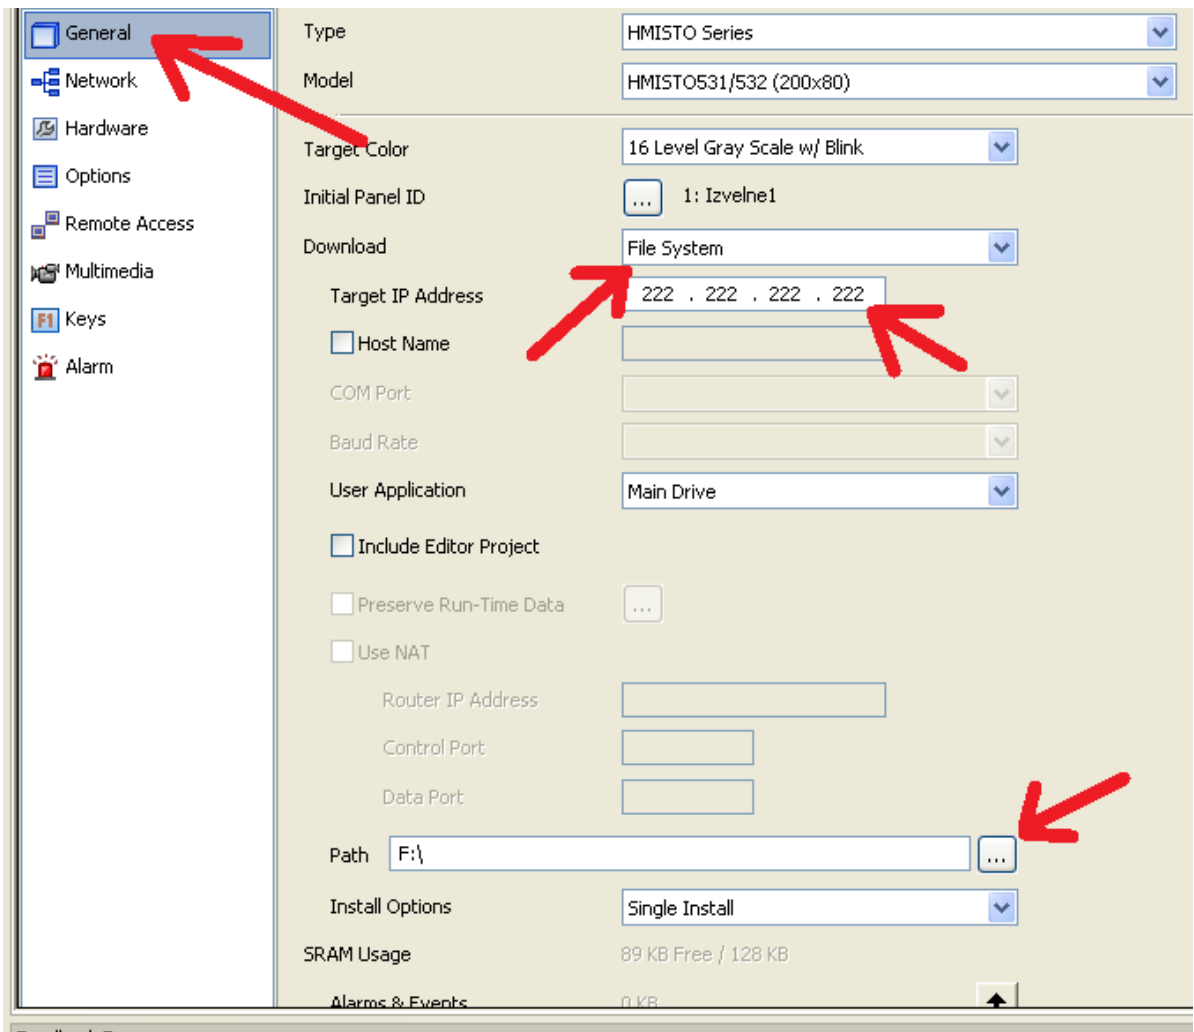 General
Network
Hardware
Options
Remote Access
Multimedia
F1 Keys
Alarm
Type HMISTO Series
Model HMISTO531/532 (200x80)
Target Color 16 Level Gray Scale w/ Blink
Initial Panel ID ... 1: Izvelne1
Download File System
Target IP Address 222 . 222 . 222 . 222
Host Name
COM Port
Baud Rate
User Application Main Drive
Include Editor Project
Preserve Run-Time Data ...
Use NAT
Router IP Address
Control Port
Data Port
Path F:\ ...
Install Options Single Install
SRAM Usage 89 KB Free / 128 KB
Alarms & Events 0 KB